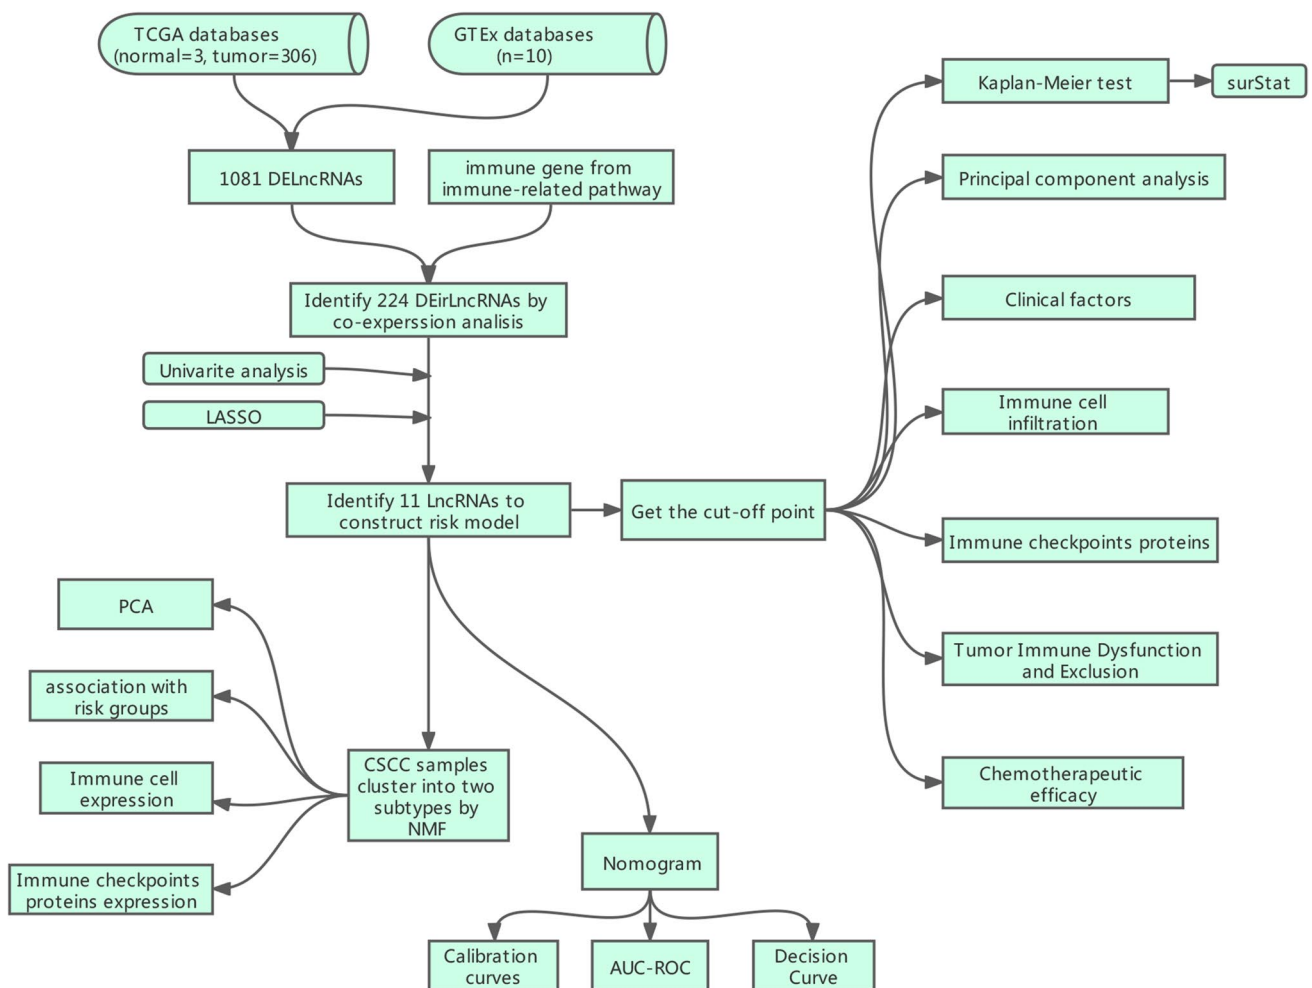 TCGA databases
(normal=3, tumor=306)
GTEx databases
(n=10)
1081 DELncRNAs
immune gene from
immune-related pathway
Identify 224 DEirLncRNAs by
co-experssion analisis
Univarite analysis
LASSO
Identify 11 LncRNAs to
construct risk model
Get the cut-off point
Kaplan-Meier test
surStat
Principal component analysis
Clinical factors
Immune cell
infiltration
Immune checkpoints proteins
Tumor Immune Dysfunction
and Exclusion
Chemotherapeutic
efficacy
PCA
association with
risk groups
Immune cell
expression
Immune checkpoints
proteins expression
CSCC samples
cluster into two
subtypes by
NMF
Nomogram
Calibration
curves
AUC-ROC
Decision
Curve